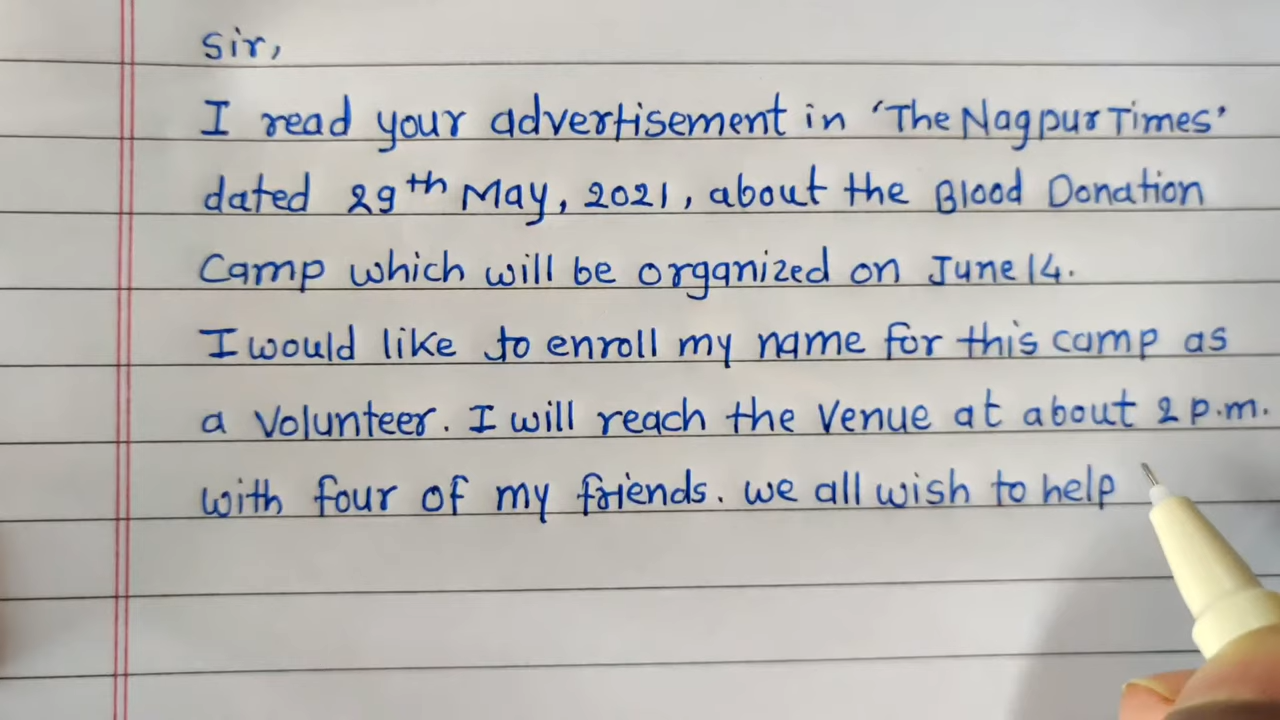 Sir,
I read your advertisement in 'The Nagpur Times'
dated 29th May, 2021, about the Blood Donation
Camp which will be organized on June 14.
I would like to enroll my name for this camp as
a Volunteer. I will reach the Venue at about 2 p.m.
with four of my friends. we all wish to help